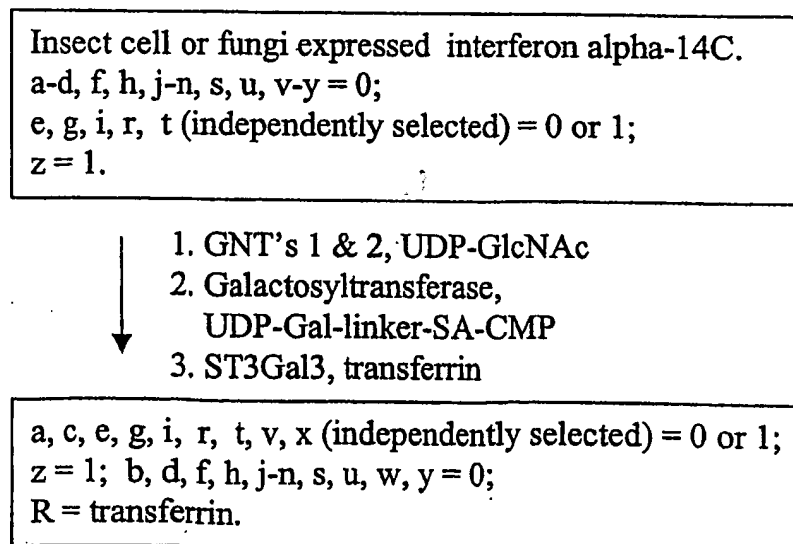 Insect cell or fungi expressed interferon alpha-14C.
a-d, f, h, j-n, s, u, v-y = 0;
e, g, i, r, t (independently selected) = 0 or 1;
z = 1.
1. GNT's 1 & 2, UDP-GlcNAc
2. Galactosyltransferase,
UDP-Gal-linker-SA-CMP
3. ST3Gal3, transferrin
a, c, e, g, i, r, t, v, x (independently selected) = 0 or 1;
z = 1; b, d, f, h, j-n, s, u, w, y = 0;
R = transferrin.